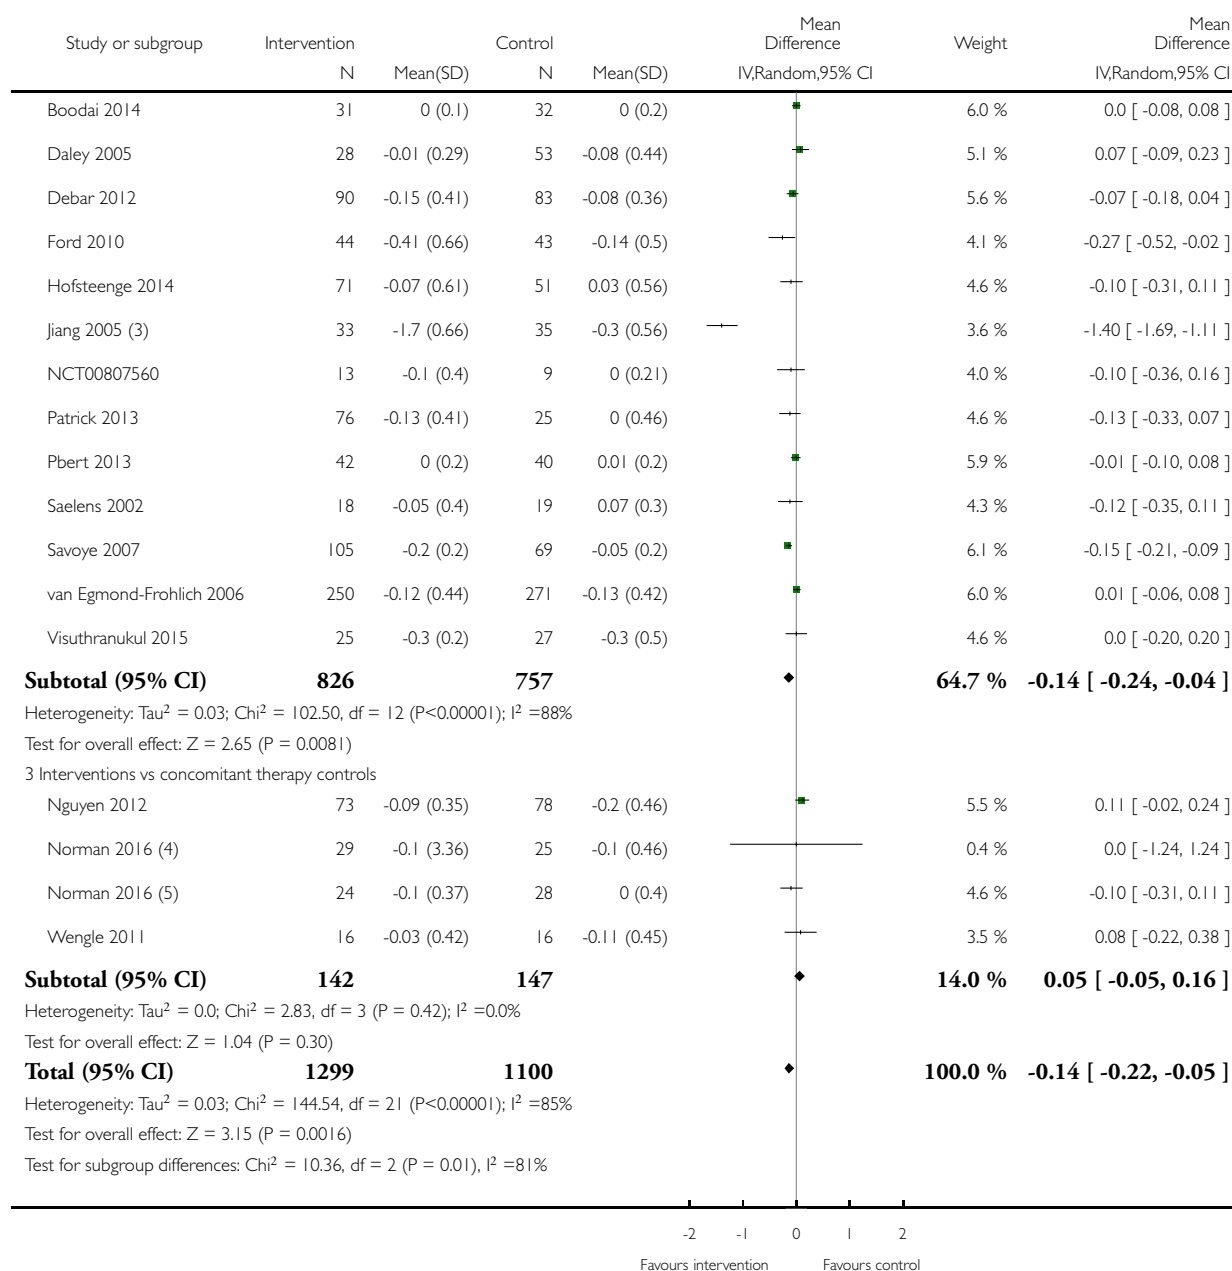 Study or subgroup Intervention Control Mean Difference Weight Mean Difference
N Mean(SD) N Mean(SD) IV,Random,95% CI IV,Random,95% CI
Boodai 2014 31 0 (0.1) 32 0 (0.2) 6.0 % 0.0 [ -0.08, 0.08 ]
Daley 2005 28 -0.01 (0.29) 53 -0.08 (0.44) 5.1 % 0.07 [ -0.09, 0.23 ]
Debar 2012 90 -0.15 (0.41) 83 -0.08 (0.36) 5.6 % -0.07 [ -0.18, 0.04 ]
Ford 2010 44 -0.41 (0.66) 43 -0.14 (0.5) 4.1 % -0.27 [ -0.52, -0.02 ]
Hofsteenge 2014 71 -0.07 (0.61) 51 0.03 (0.56) 4.6 % -0.10 [ -0.31, 0.11 ]
Jiang 2005 (3) 33 -1.7 (0.66) 35 -0.3 (0.56) 3.6 % -1.40 [ -1.69, -1.11 ]
NCT00807560 13 -0.1 (0.4) 9 0 (0.21) 4.0 % -0.10 [ -0.36, 0.16 ]
Patrick 2013 76 -0.13 (0.41) 25 0 (0.46) 4.6 % -0.13 [ -0.33, 0.07 ]
Pbert 2013 42 0 (0.2) 40 0.01 (0.2) 5.9 % -0.01 [ -0.10, 0.08 ]
Saelens 2002 18 -0.05 (0.4) 19 0.07 (0.3) 4.3 % -0.12 [ -0.35, 0.11 ]
Savoye 2007 105 -0.2 (0.2) 69 -0.05 (0.2) 6.1 % -0.15 [ -0.21, -0.09 ]
van Egmond-Frohlich 2006 250 -0.12 (0.44) 271 -0.13 (0.42) 6.0 % 0.01 [ -0.06, 0.08 ]
Visuthranukul 2015 25 -0.3 (0.2) 27 -0.3 (0.5) 4.6 % 0.0 [ -0.20, 0.20 ]
Subtotal (95% CI) 826 757 64.7 % -0.14 [ -0.24, -0.04 ]
Heterogeneity: Tau² = 0.03; Chi² = 102.50, df = 12 (P<0.00001); I² =88%
Test for overall effect: Z = 2.65 (P = 0.0081)
3 Interventions vs concomitant therapy controls
Nguyen 2012 73 -0.09 (0.35) 78 -0.2 (0.46) 5.5 % 0.11 [ -0.02, 0.24 ]
Norman 2016 (4) 29 -0.1 (3.36) 25 -0.1 (0.46) 0.4 % 0.0 [ -1.24, 1.24 ]
Norman 2016 (5) 24 -0.1 (0.37) 28 0 (0.4) 4.6 % -0.10 [ -0.31, 0.11 ]
Wengle 2011 16 -0.03 (0.42) 16 -0.11 (0.45) 3.5 % 0.08 [ -0.22, 0.38 ]
Subtotal (95% CI) 142 147 14.0 % 0.05 [ -0.05, 0.16 ]
Heterogeneity: Tau² = 0.0; Chi² = 2.83, df = 3 (P = 0.42); I² =0.0%
Test for overall effect: Z = 1.04 (P = 0.30)
Total (95% CI) 1299 1100 100.0 % -0.14 [ -0.22, -0.05 ]
Heterogeneity: Tau² = 0.03; Chi² = 144.54, df = 21 (P<0.00001); I² =85%
Test for overall effect: Z = 3.15 (P = 0.0016)
Test for subgroup differences: Chi² = 10.36, df = 2 (P = 0.01), I² =81%
-2 -1 0 1 2
Favours intervention Favours control